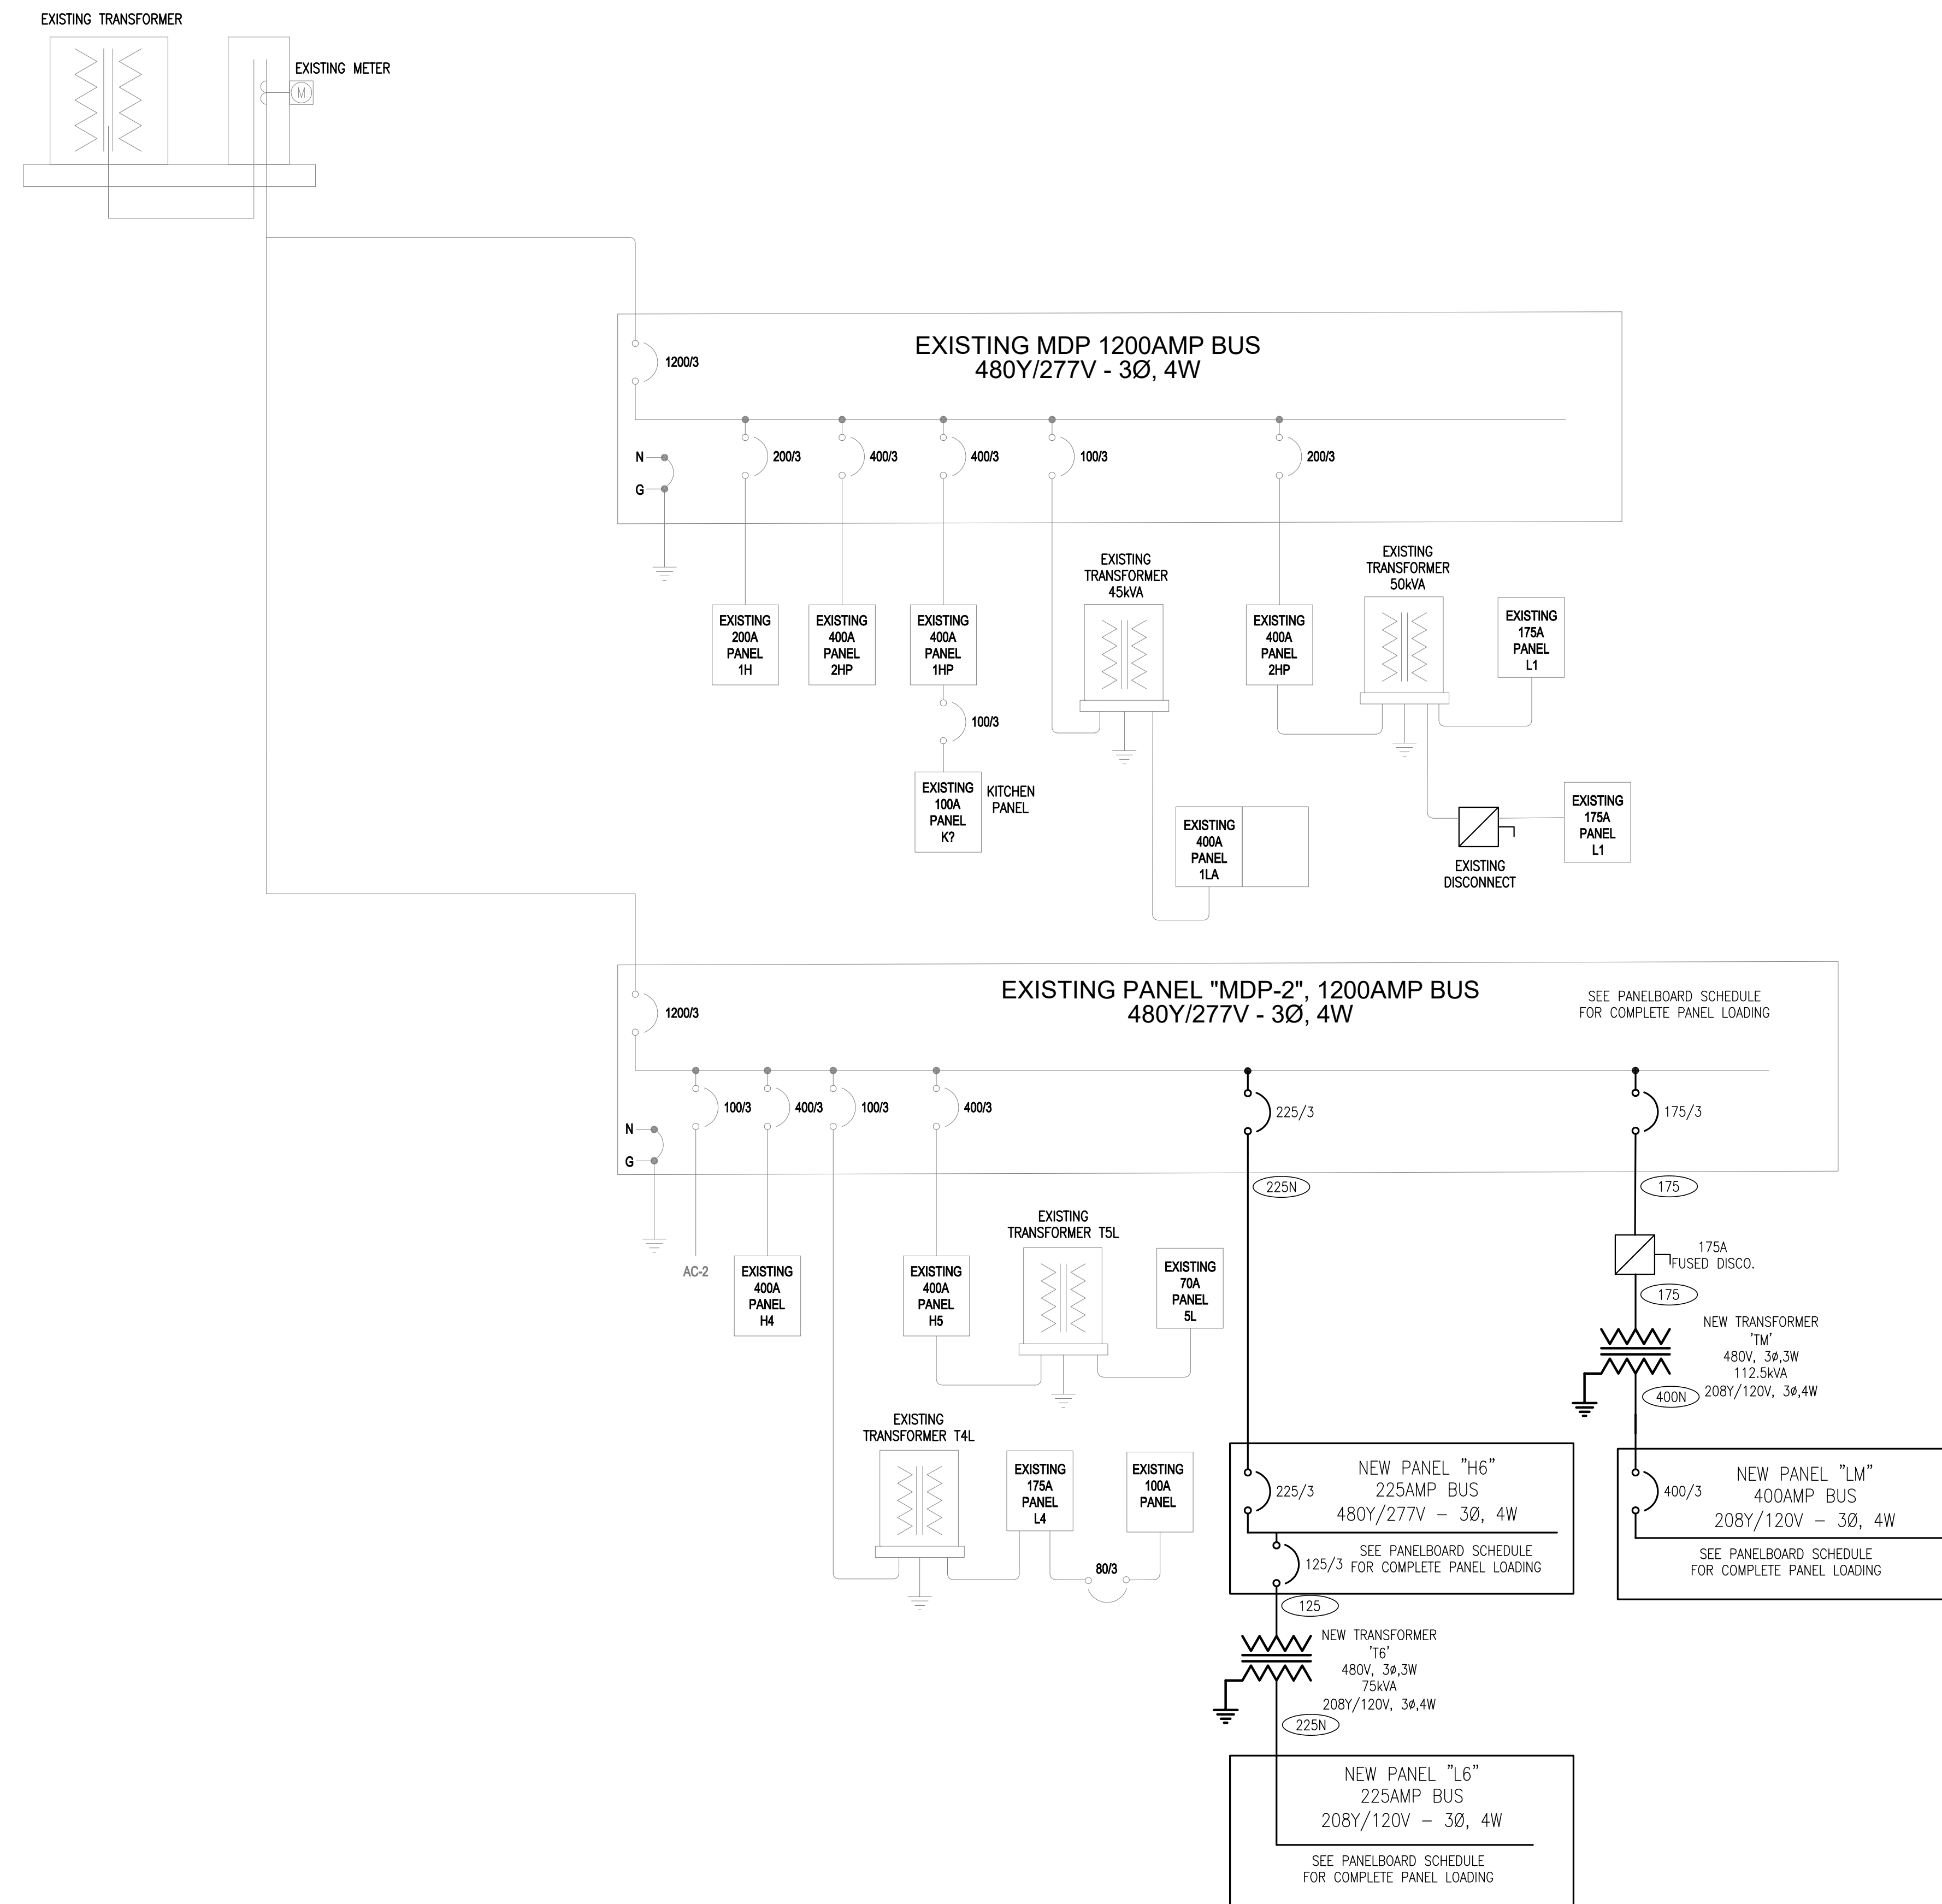 EXISTING TRANSFORMER
EXISTING METER
M
EXISTING MDP 1200AMP BUS
480Y/277V - 3Ø, 4W
1200/3
N
G
200/3
400/3
400/3
100/3
200/3
EXISTING
200A
PANEL
1H
EXISTING
400A
PANEL
2HP
EXISTING
400A
PANEL
1HP
100/3
EXISTING
100A
PANEL
K?
KITCHEN
PANEL
EXISTING
TRANSFORMER
45kVA
EXISTING
400A
PANEL
1LA
EXISTING
400A
PANEL
2HP
EXISTING
TRANSFORMER
50kVA
EXISTING
175A
PANEL
L1
EXISTING
DISCONNECT
EXISTING
175A
PANEL
L1
EXISTING PANEL "MDP-2", 1200AMP BUS
480Y/277V - 3Ø, 4W
SEE PANELBOARD SCHEDULE
FOR COMPLETE PANEL LOADING
1200/3
N
G
100/3
400/3
100/3
400/3
225/3
175/3
225N
175
AC-2
EXISTING
400A
PANEL
H4
EXISTING
400A
PANEL
H5
EXISTING
TRANSFORMER T5L
EXISTING
70A
PANEL
5L
175A
FUSED DISCO.
175
NEW TRANSFORMER
'TM'
480V, 3ø,3W
112.5kVA
208Y/120V, 3ø,4W
400N
EXISTING
TRANSFORMER T4L
EXISTING
175A
PANEL
L4
80/3
EXISTING
100A
PANEL
225/3
NEW PANEL "H6"
225AMP BUS
480Y/277V – 3Ø, 4W
125/3
SEE PANELBOARD SCHEDULE
FOR COMPLETE PANEL LOADING
400/3
NEW PANEL "LM"
400AMP BUS
208Y/120V – 3Ø, 4W
SEE PANELBOARD SCHEDULE
FOR COMPLETE PANEL LOADING
125
NEW TRANSFORMER
'T6'
480V, 3ø,3W
75kVA
208Y/120V, 3ø,4W
225N
NEW PANEL "L6"
225AMP BUS
208Y/120V – 3Ø, 4W
SEE PANELBOARD SCHEDULE
FOR COMPLETE PANEL LOADING